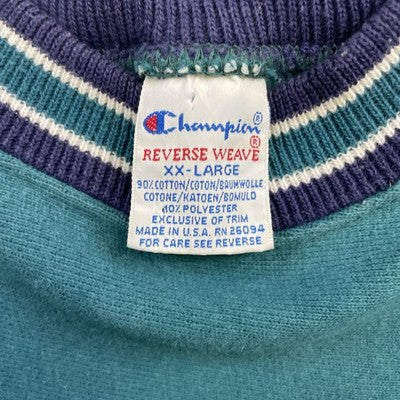 Champion®
REVERSE WEAVE®
XX-LARGE
90% COTTON/COTON/BAUMWOLLE
COTONE/KATOEN/BOMULD
10% POLYESTER
EXCLUSIVE OF TRIM
MADE IN U.S.A. RN 26094
FOR CARE SEE REVERSE